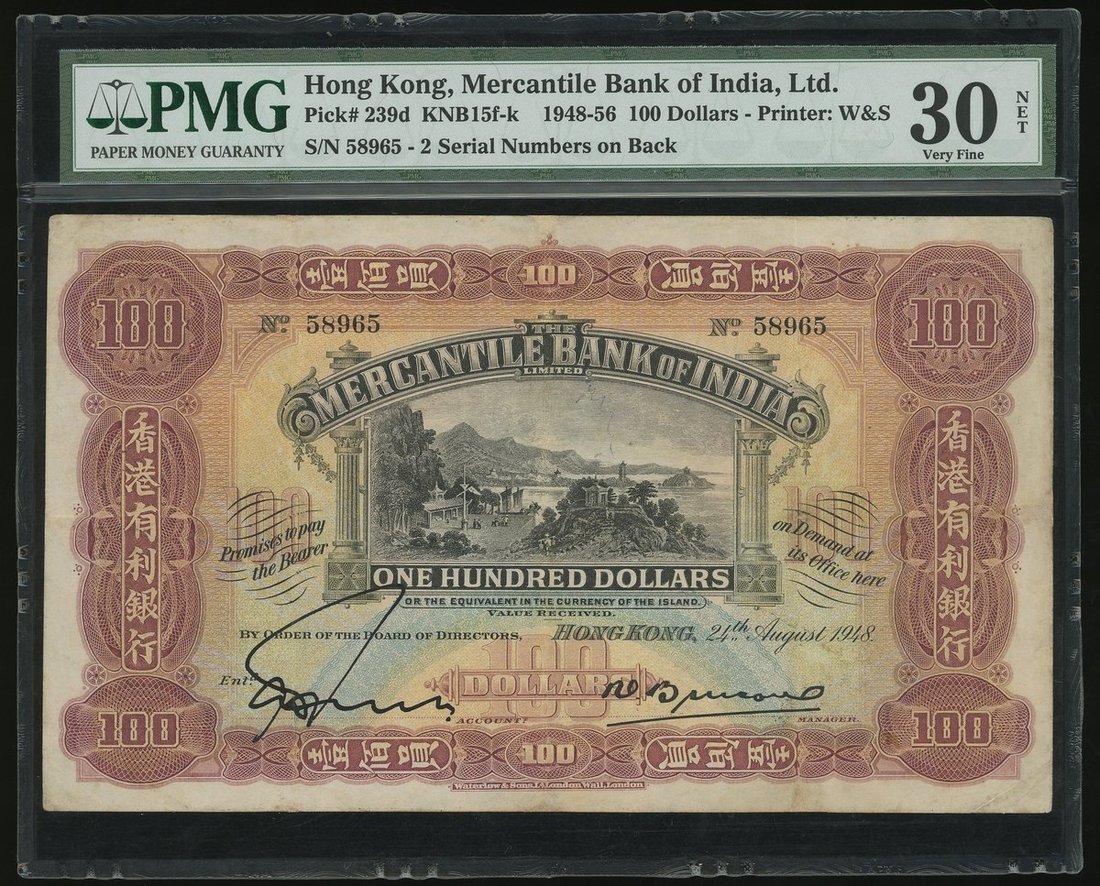 PMG
PAPER MONEY GUARANTY
Hong Kong, Mercantile Bank of India, Ltd.
Pick# 239d KNB15f-k 1948-56 100 Dollars - Printer: W&S
S/N 58965 - 2 Serial Numbers on Back
30
NET
Very Fine
100
100
100
Nº. 58965
Nº. 58965
THE
MERCANTILE BANK OF INDIA
LIMITED
香港有利銀行
香港有利銀行
100
100
Promises to pay
the Bearer
on Demand at
its Office here
ONE HUNDRED DOLLARS
OR THE EQUIVALENT IN THE CURRENCY OF THE ISLAND.
VALUE RECEIVED.
BY ORDER OF THE BOARD OF DIRECTORS,
HONG KONG, 24th August 1948.
100
DOLLARS
Entd.
ACCOUNTT
MANAGER.
100
100
100
Waterlow & Sons, Ld London Wall, London